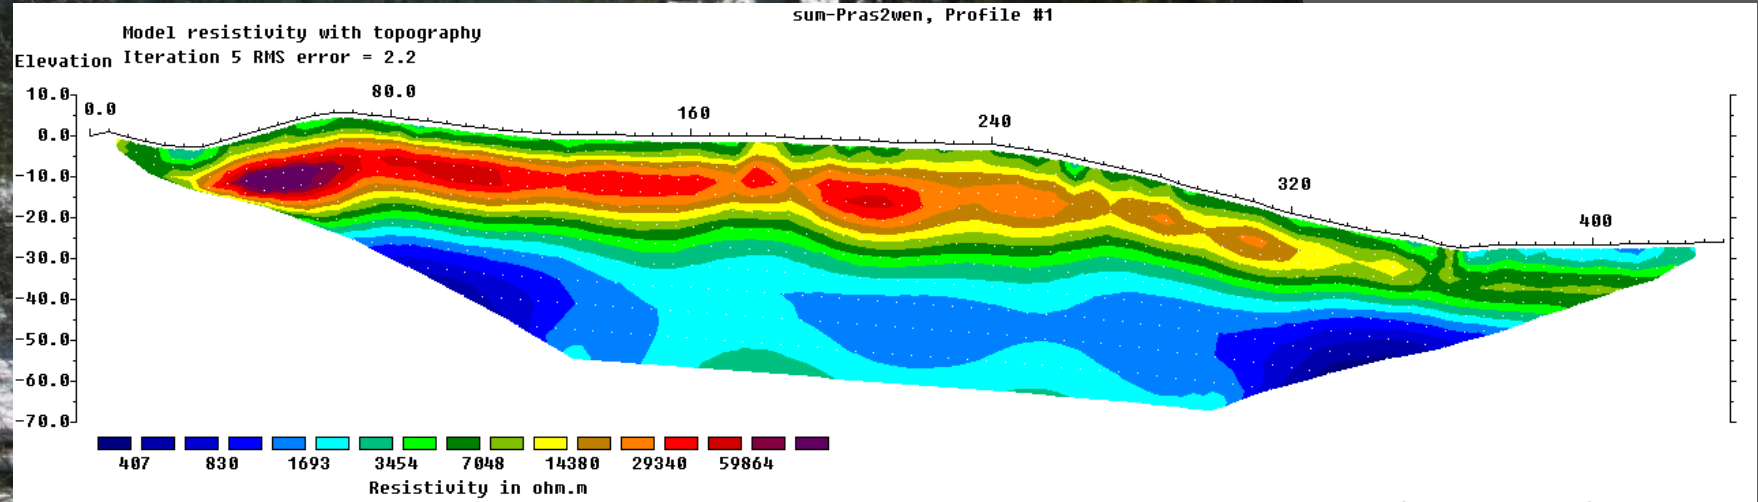 sum-Pras2wen, Profile #1
Model resistivity with topography
Elevation Iteration 5 RMS error = 2.2
10.0
0.0
-10.0
-20.0
-30.0
-40.0
-50.0
-60.0
-70.0
0.0 80.0 160 240 320 400
407 830 1693 3454 7048 14380 29340 59864
Resistivity in ohm.m